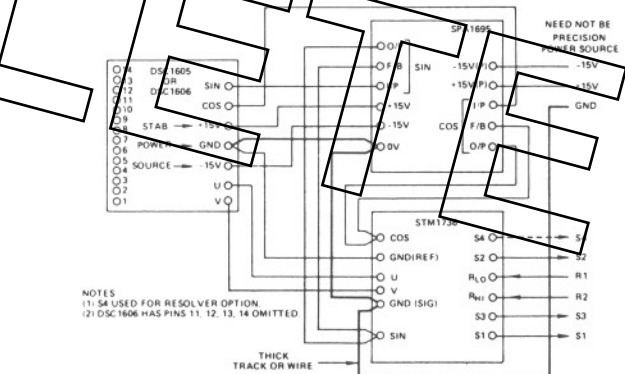 SPA1695
NEED NOT BE
PRECISION
POWER SOURCE
14
13
12
11
10
9
8
7
6
5
4
3
2
1
DSC1605
OR
DSC1606
SIN
COS
STAB +15V
POWER GND
SOURCE -15V
U
V
O/P
F/B
SIN
I/P
+15V
-15V
0V
-15V(P)
+15V(P)
I/P
COS F/B
O/P
-15V
+15V
GND
STM1736
COS
GND(REF)
U
V
GND (SIG)
SIN
S4
S2
RLO
RHI
S3
S1
S4
S2
R1
R2
S3
S1
NOTES
(1) S4 USED FOR RESOLVER OPTION.
(2) DSC1606 HAS PINS 11, 12, 13, 14 OMITTED
THICK
TRACK OR WIRE